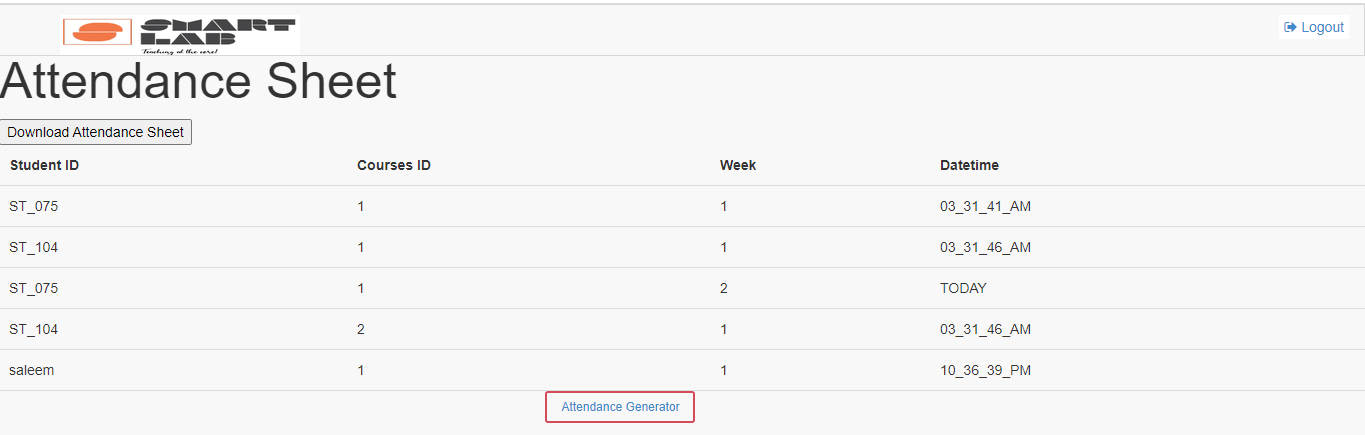 SMART
LAB
Teaching at the core!
Logout
Attendance Sheet
Download Attendance Sheet
Student ID Courses ID Week Datetime
ST_075 1 1 03_31_41_AM
ST_104 1 1 03_31_46_AM
ST_075 1 2 TODAY
ST_104 2 1 03_31_46_AM
saleem 1 1 10_36_39_PM
Attendance Generator